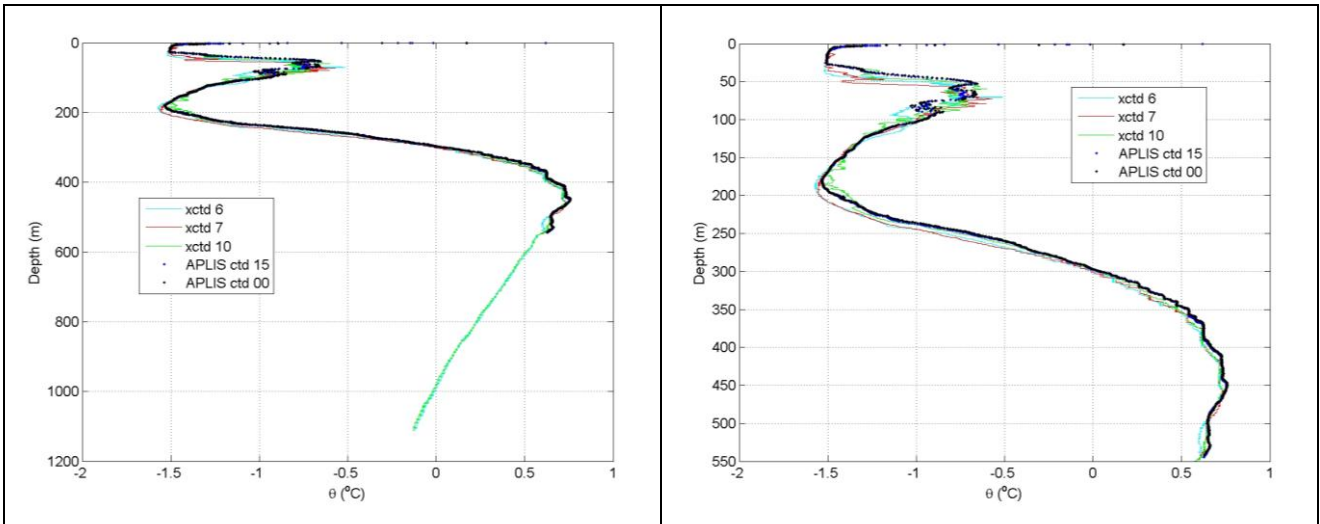 0
200
400
600
800
1000
1200
Depth (m)
xctd 6
xctd 7
xctd 10
APLIS ctd 15
APLIS ctd 00
-2 -1.5 -1 -0.5 0 0.5 1
θ (°C)
0
50
100
150
200
250
300
350
400
450
500
550
Depth (m)
xctd 6
xctd 7
xctd 10
APLIS ctd 15
APLIS ctd 00
-2 -1.5 -1 -0.5 0 0.5 1
θ (°C)